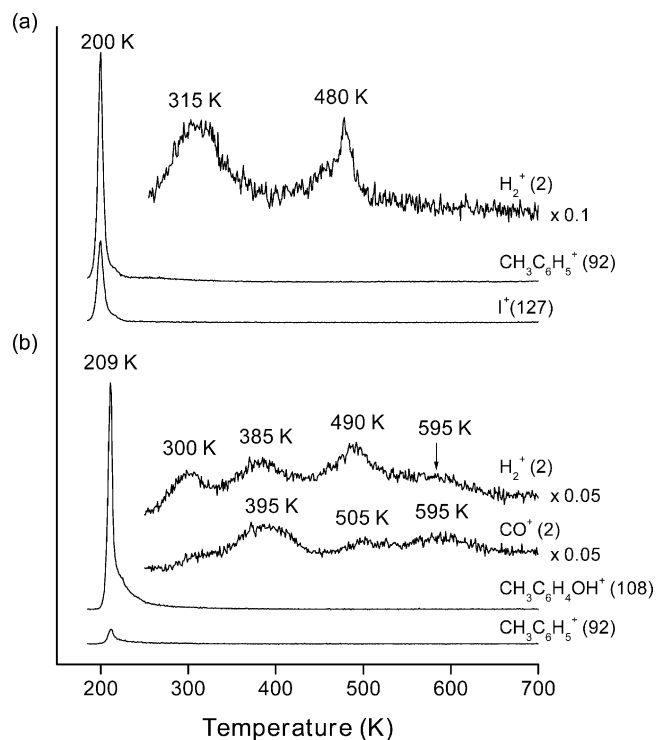 (a)
200 K
315 K
480 K
H₂⁺ (2)
x 0.1
CH₃C₆H₅⁺ (92)
I⁺(127)
(b)
209 K
300 K
385 K
490 K
595 K
H₂⁺ (2)
x 0.05
395 K
505 K
595 K
CO⁺ (2)
x 0.05
CH₃C₆H₄OH⁺ (108)
CH₃C₆H₅⁺ (92)
200 300 400 500 600 700
Temperature (K)